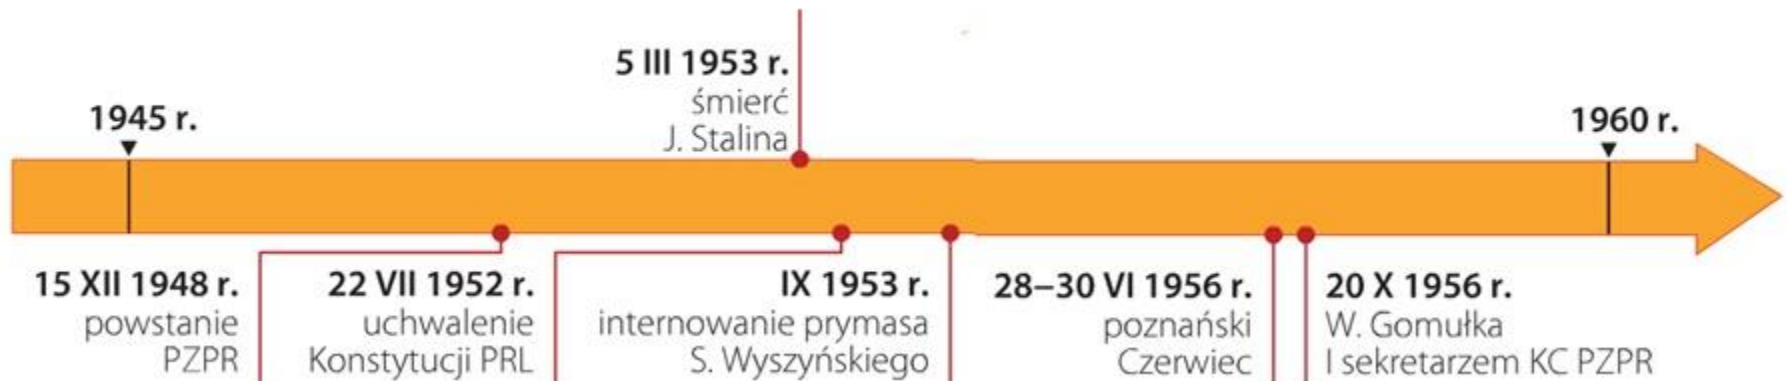 5 III 1953 r.
śmierć
J. Stalina
1945 r.
1960 r.
15 XII 1948 r.
powstanie
PZPR
22 VII 1952 r.
uchwalenie
Konstytucji PRL
IX 1953 r.
internowanie prymasa
S. Wyszyńskiego
28–30 VI 1956 r.
poznański
Czerwiec
20 X 1956 r.
W. Gomułka
I sekretarzem KC PZPR